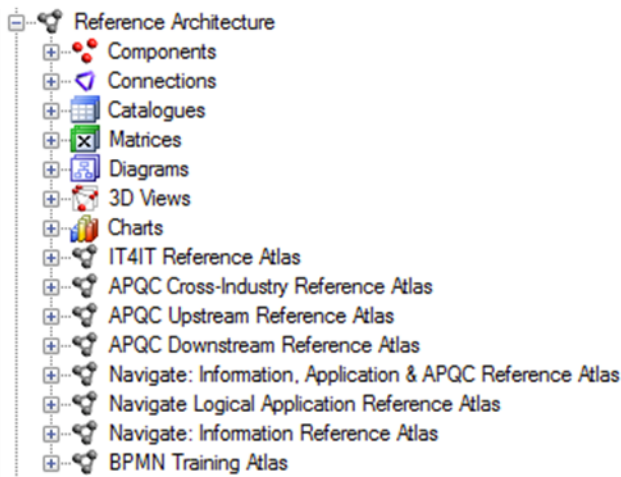 Reference Architecture
Components
Connections
Catalogues
Matrices
Diagrams
3D Views
Charts
IT4IT Reference Atlas
APQC Cross-Industry Reference Atlas
APQC Upstream Reference Atlas
APQC Downstream Reference Atlas
Navigate: Information, Application & APQC Reference Atlas
Navigate Logical Application Reference Atlas
Navigate: Information Reference Atlas
BPMN Training Atlas